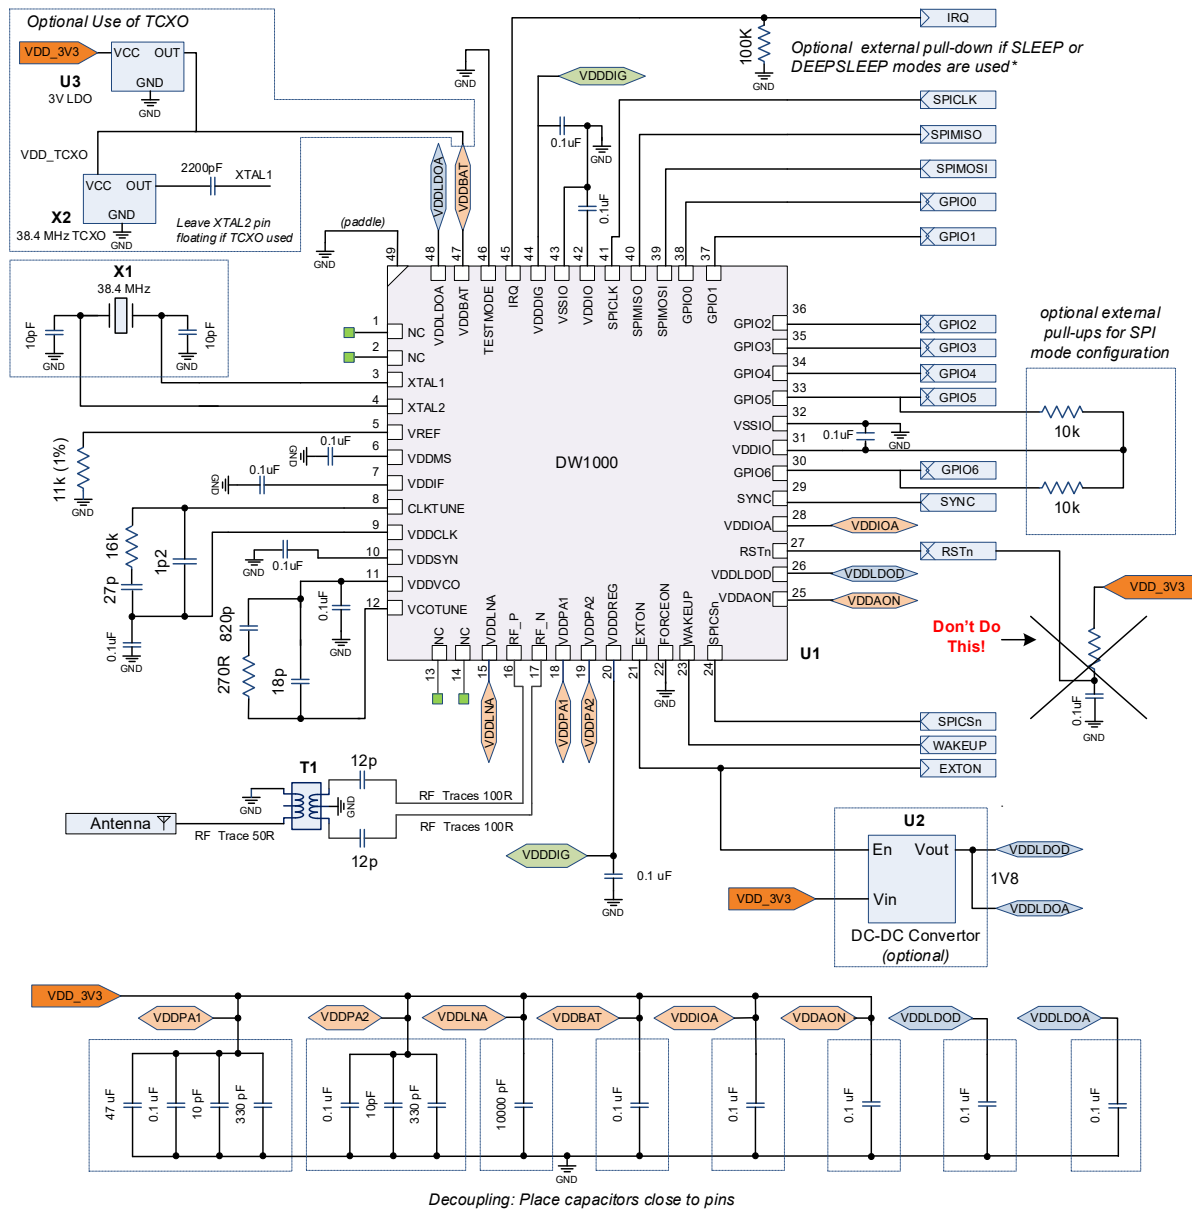 Optional Use of TCXO
VDD_3V3
VCC OUT
GND
U3
3V LDO
GND
VDD_TCXO
2200pF
XTAL1
VCC OUT
GND
X2
38.4 MHz TCXO
GND
Leave XTAL2 pin
floating if TCXO used
X1
38.4 MHz
10pF
GND
10pF
GND
(paddle)
GND
49
VDDLDOA
VDDBAT
GND
VDDDIG
0.1uF
GND
0.1uF
100K
GND
Optional external pull-down if SLEEP or
DEEPSLEEP modes are used*
IRQ
SPICLK
SPIMISO
SPIMOSI
GPIO0
GPIO1
48 47 46 45 44 43 42 41 40 39 38 37
VDDLDOA VDDBAT TESTMODE IRQ VDDDIG VSSIO VDDIO SPICLK SPIMISO SPIMOSI GPIO0 GPIO1
1 NC
2 NC
3 XTAL1
4 XTAL2
5 VREF
6 VDDMS
7 VDDIF
8 CLKTUNE
9 VDDCLK
10 VDDSYN
11 VDDVCO
12 VCOTUNE
DW1000
U1
GPIO2 36 GPIO2
GPIO3 35 GPIO3
GPIO4 34 GPIO4
GPIO5 33 GPIO5
VSSIO 32
VDDIO 31
GPIO6 30 GPIO6
SYNC 29 SYNC
VDDIOA 28 VDDIOA
RSTn 27 RSTn
VDDLDOD 26 VDDLDOD
VDDAON 25 VDDAON
0.1uF
GND
optional external
pull-ups for SPI
mode configuration
10k
10k
VDD_3V3
Don't Do
This!
0.1uF
GND
11k (1%)
GND
GND
0.1uF
GND
0.1uF
16k
27p
1p2
0.1uF
GND
GND
0.1uF
820p
270R
18p
0.1uF
GND
NC NC VDDLNA RF_P RF_N VDDPA1 VDDPA2 VDDREG EXTON FORCEON WAKEUP SPICSn
13 14 15 16 17 18 19 20 21 22 23 24
VDDLNA
VDDPA1
VDDPA2
GND
SPICSn
WAKEUP
EXTON
T1
12p
GND
GND
12p
RF Traces 100R
RF Traces 100R
Antenna
RF Trace 50R
VDDDIG
0.1 uF
GND
U2
En Vout
Vin
VDD_3V3
DC-DC Convertor
(optional)
VDDLDOD
1V8
VDDLDOA
VDD_3V3
VDDPA1
VDDPA2
VDDLNA
VDDBAT
VDDIOA
VDDAON
VDDLDOD
VDDLDOA
47 uF
0.1 uF
10 pF
330 pF
0.1 uF
10pF
330 pF
10000 pF
0.1 uF
0.1 uF
0.1 uF
0.1 uF
0.1 uF
GND
Decoupling: Place capacitors close to pins